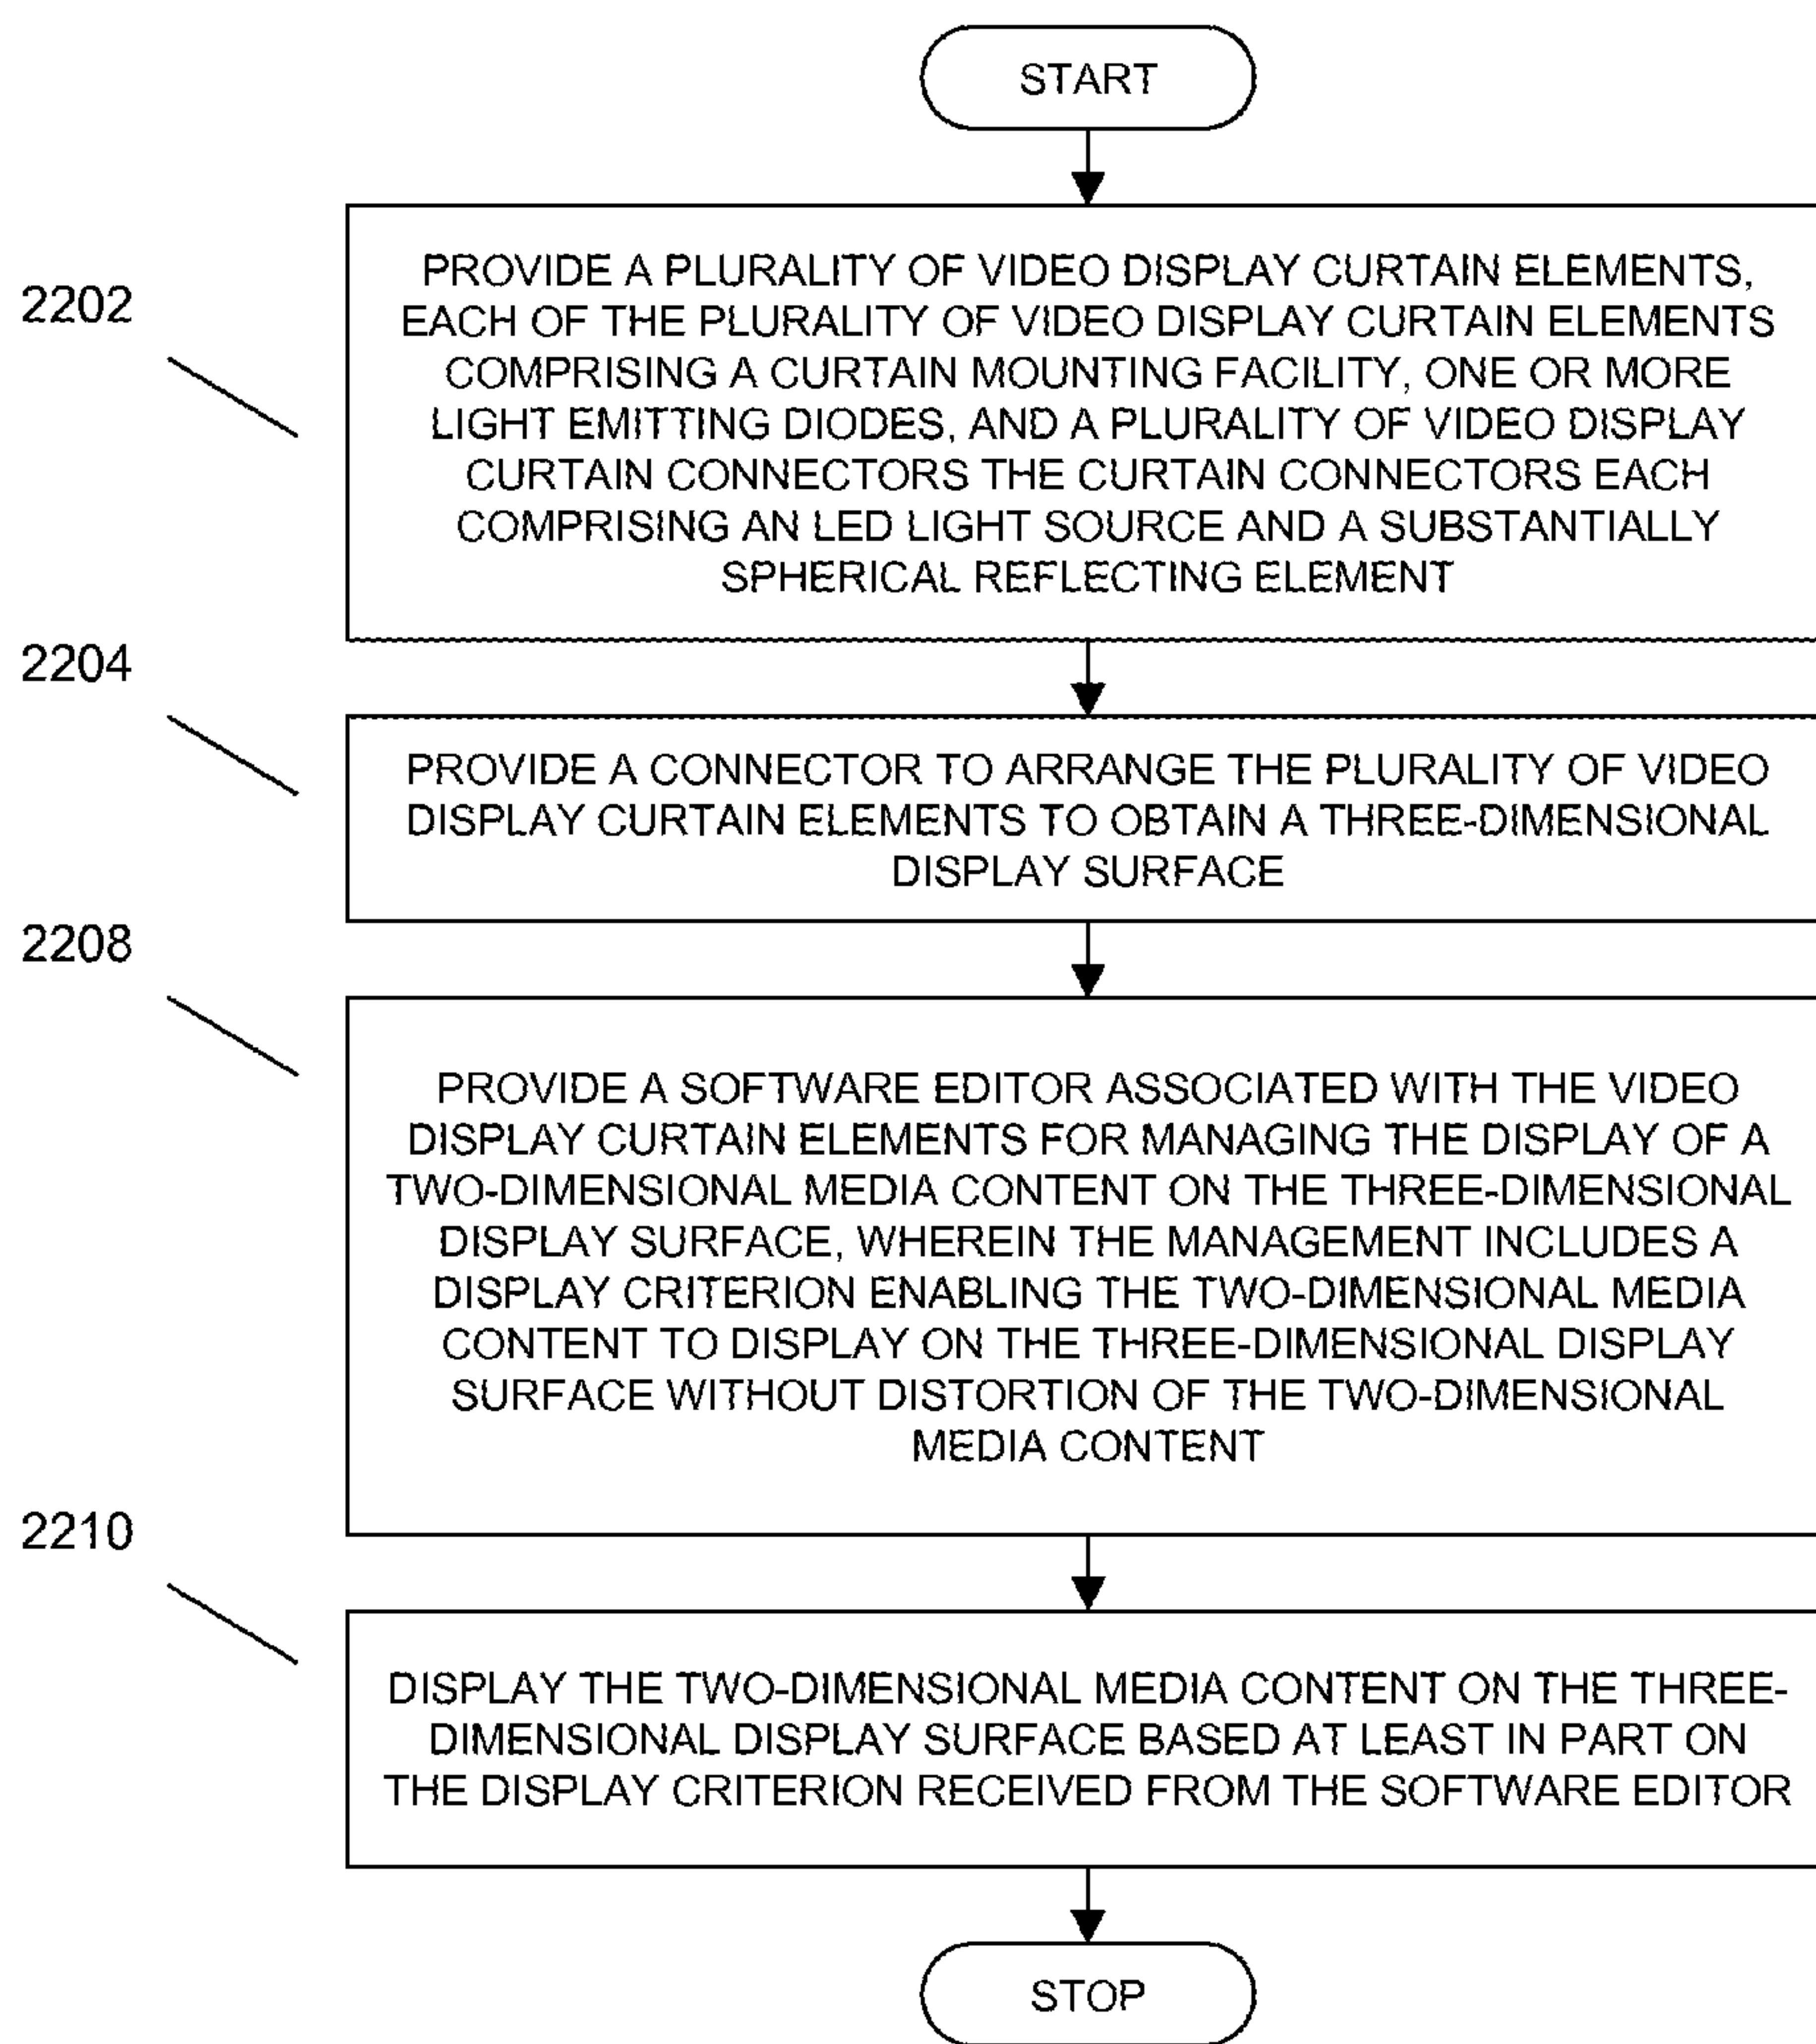 START
2202
PROVIDE A PLURALITY OF VIDEO DISPLAY CURTAIN ELEMENTS,
EACH OF THE PLURALITY OF VIDEO DISPLAY CURTAIN ELEMENTS
COMPRISING A CURTAIN MOUNTING FACILITY, ONE OR MORE
LIGHT EMITTING DIODES, AND A PLURALITY OF VIDEO DISPLAY
CURTAIN CONNECTORS THE CURTAIN CONNECTORS EACH
COMPRISING AN LED LIGHT SOURCE AND A SUBSTANTIALLY
SPHERICAL REFLECTING ELEMENT
2204
PROVIDE A CONNECTOR TO ARRANGE THE PLURALITY OF VIDEO
DISPLAY CURTAIN ELEMENTS TO OBTAIN A THREE-DIMENSIONAL
DISPLAY SURFACE
2208
PROVIDE A SOFTWARE EDITOR ASSOCIATED WITH THE VIDEO
DISPLAY CURTAIN ELEMENTS FOR MANAGING THE DISPLAY OF A
TWO-DIMENSIONAL MEDIA CONTENT ON THE THREE-DIMENSIONAL
DISPLAY SURFACE, WHEREIN THE MANAGEMENT INCLUDES A
DISPLAY CRITERION ENABLING THE TWO-DIMENSIONAL MEDIA
CONTENT TO DISPLAY ON THE THREE-DIMENSIONAL DISPLAY
SURFACE WITHOUT DISTORTION OF THE TWO-DIMENSIONAL
MEDIA CONTENT
2210
DISPLAY THE TWO-DIMENSIONAL MEDIA CONTENT ON THE THREE-
DIMENSIONAL DISPLAY SURFACE BASED AT LEAST IN PART ON
THE DISPLAY CRITERION RECEIVED FROM THE SOFTWARE EDITOR
STOP